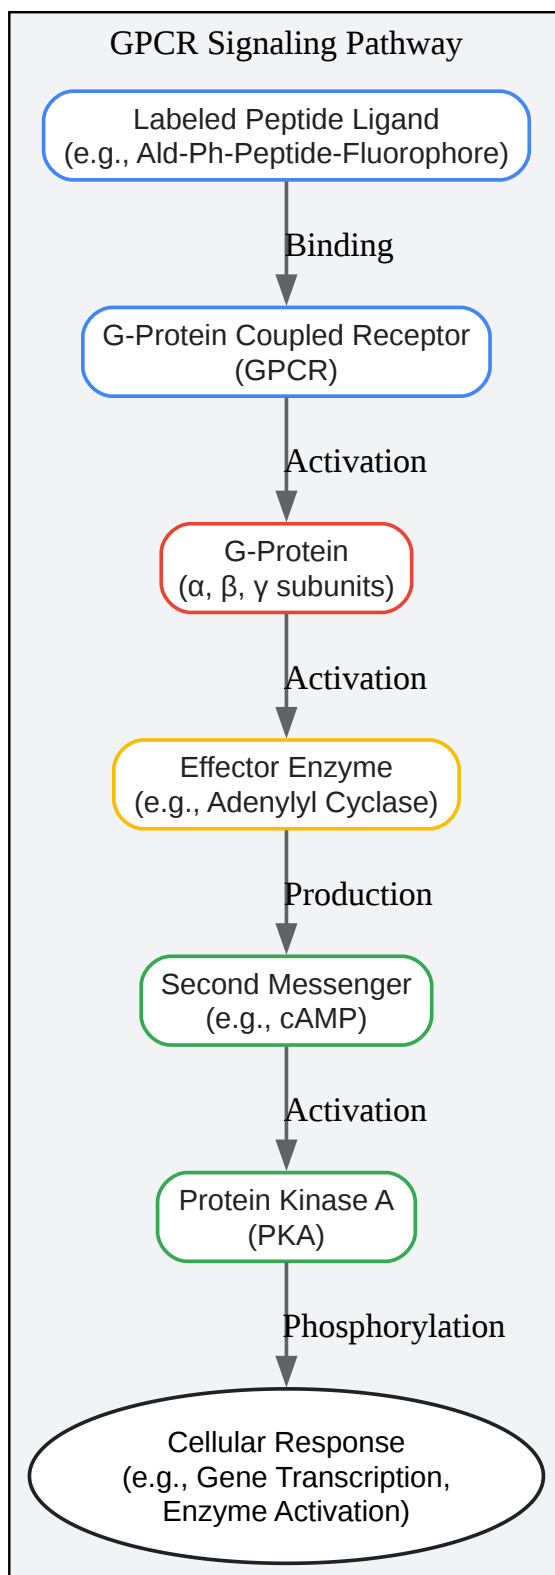 GPCR Signaling Pathway
Labeled Peptide Ligand
(e.g., Ald-Ph-Peptide-Fluorophore)
Binding
G-Protein Coupled Receptor
(GPCR)
Activation
G-Protein
(α, β, γ subunits)
Activation
Effector Enzyme
(e.g., Adenylyl Cyclase)
Production
Second Messenger
(e.g., cAMP)
Activation
Protein Kinase A
(PKA)
Phosphorylation
Cellular Response
(e.g., Gene Transcription,
Enzyme Activation)